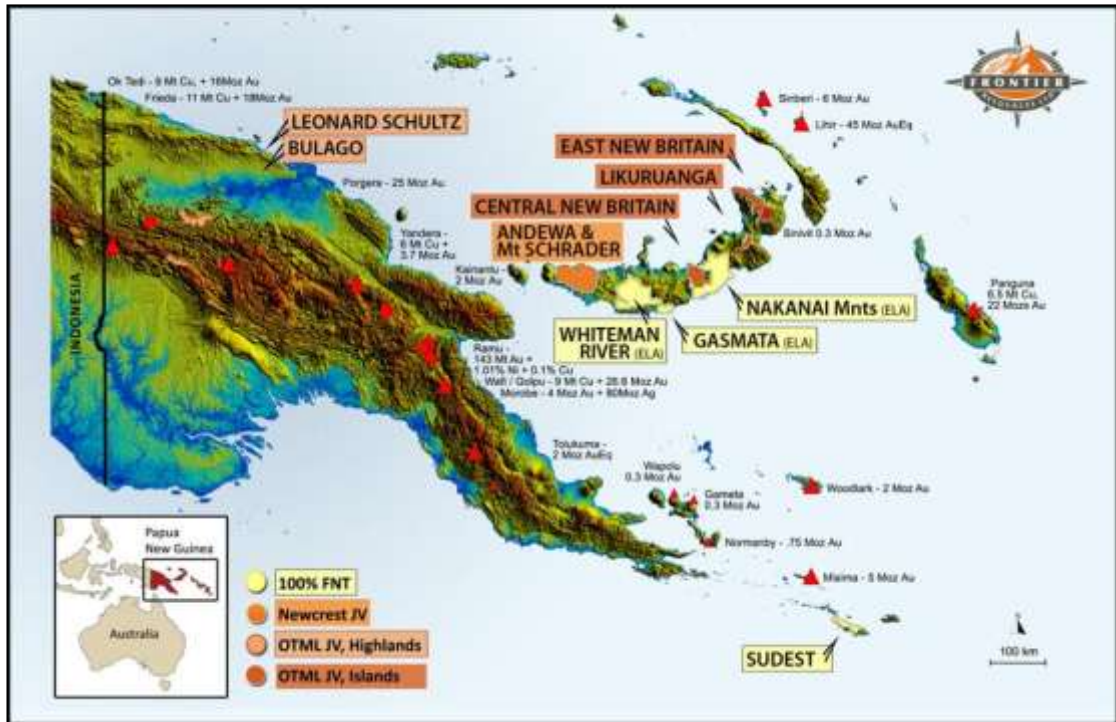 Ok Tedi - 9 Mt Cu, + 16Moz Au
Frieda - 11 Mt Cu + 18Moz Au
LEONARD SCHULTZ
BULAGO
Porgera - 25 Moz Au
Yandera -
6 Mt Cu +
3.7 Moz Au
Kainantu -
2 Moz Au
INDONESIA
EAST NEW BRITAIN
LIKURUANGA
CENTRAL NEW BRITAIN
ANDEWA &
Mt SCHRADER
FRONTIER
Simberi - 6 Moz Au
Lihir - 45 Moz AuEq
Sinivit 0.3 Moz Au
Panguna
6.5 Mt Cu,
22 Mozs Au
NAKANAI Mnts (ELA)
GASMATA (ELA)
WHITEMAN
RIVER (ELA)
Ramu -
143 Mt Au +
1.01% Ni + 0.1% Cu
Wafi / Golpu - 9 Mt Cu + 28.6 Moz Au
Morobe - 4 Moz Au + 80Moz Ag
Tolukuma -
2 Moz AuEq
Wapolu
0.3 Moz Au
Gameta
0.3 Moz Au
Woodlark - 2 Moz Au
Normanby - .75 Moz Au
Misima - 5 Moz Au
SUDEST
100 km
Papua
New Guinea
Australia
100% FNT
Newcrest JV
OTML JV, Highlands
OTML JV, Islands